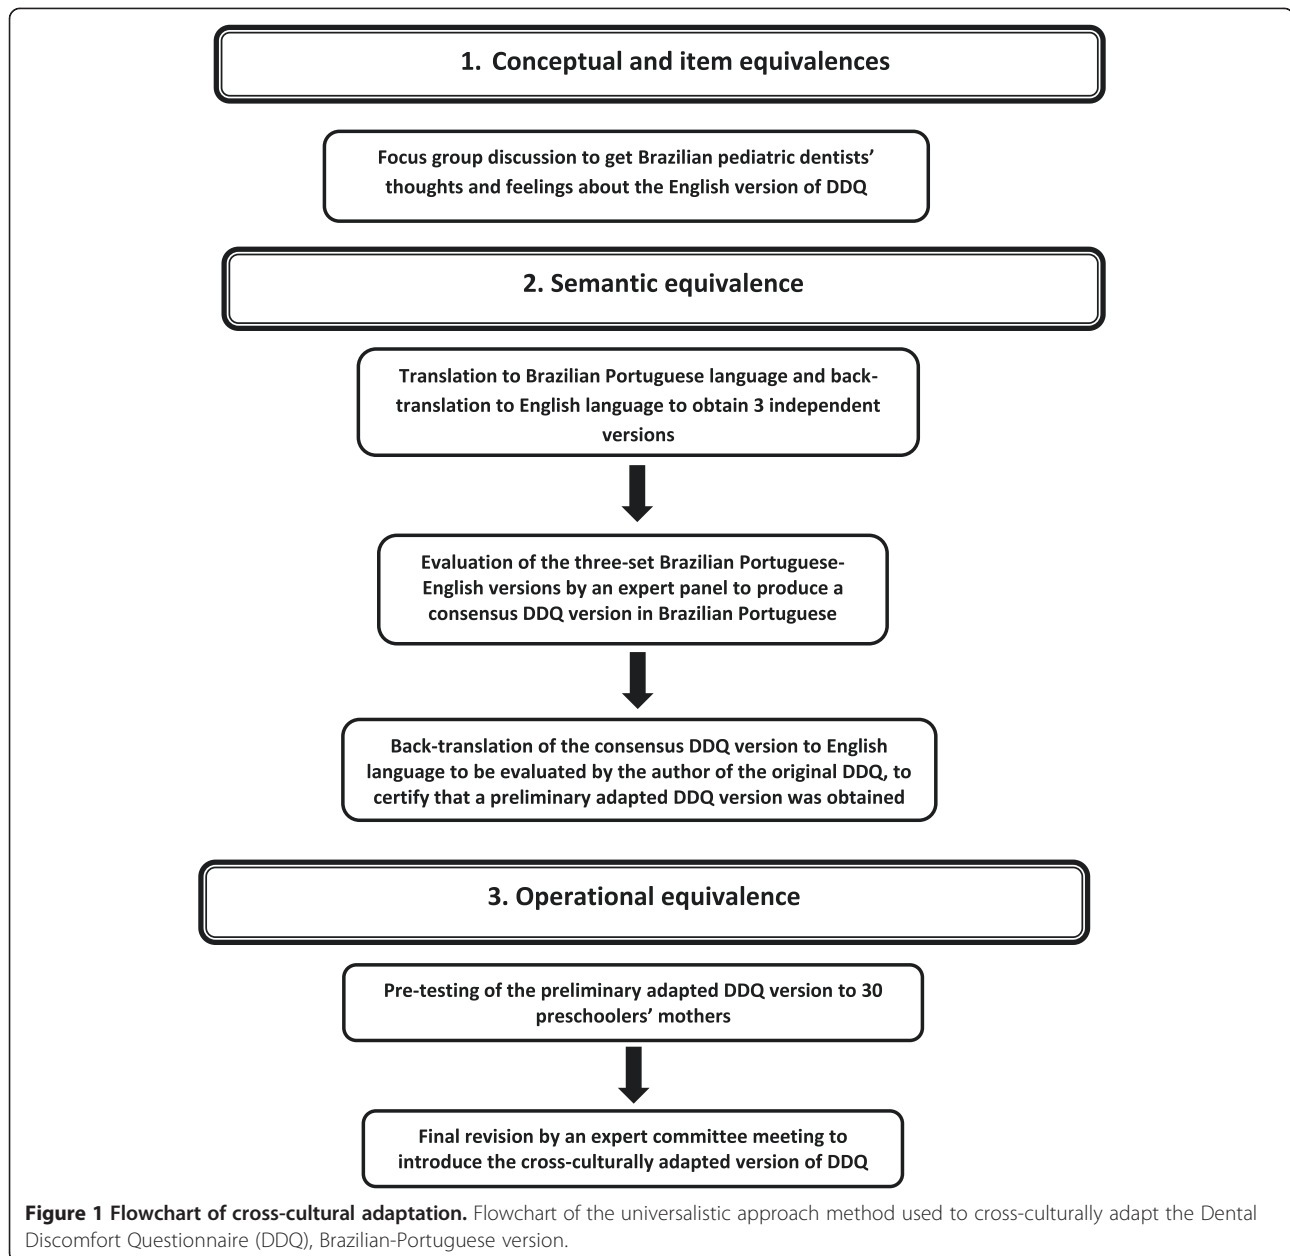 1. Conceptual and item equivalences
Focus group discussion to get Brazilian pediatric dentists’
thoughts and feelings about the English version of DDQ
2. Semantic equivalence
Translation to Brazilian Portuguese language and back-
translation to English language to obtain 3 independent
versions
Evaluation of the three-set Brazilian Portuguese-
English versions by an expert panel to produce a
consensus DDQ version in Brazilian Portuguese
Back-translation of the consensus DDQ version to English
language to be evaluated by the author of the original DDQ, to
certify that a preliminary adapted DDQ version was obtained
3. Operational equivalence
Pre-testing of the preliminary adapted DDQ version to 30
preschoolers’ mothers
Final revision by an expert committee meeting to
introduce the cross-culturally adapted version of DDQ
Figure 1 Flowchart of cross-cultural adaptation. Flowchart of the universalistic approach method used to cross-culturally adapt the Dental
Discomfort Questionnaire (DDQ), Brazilian-Portuguese version.